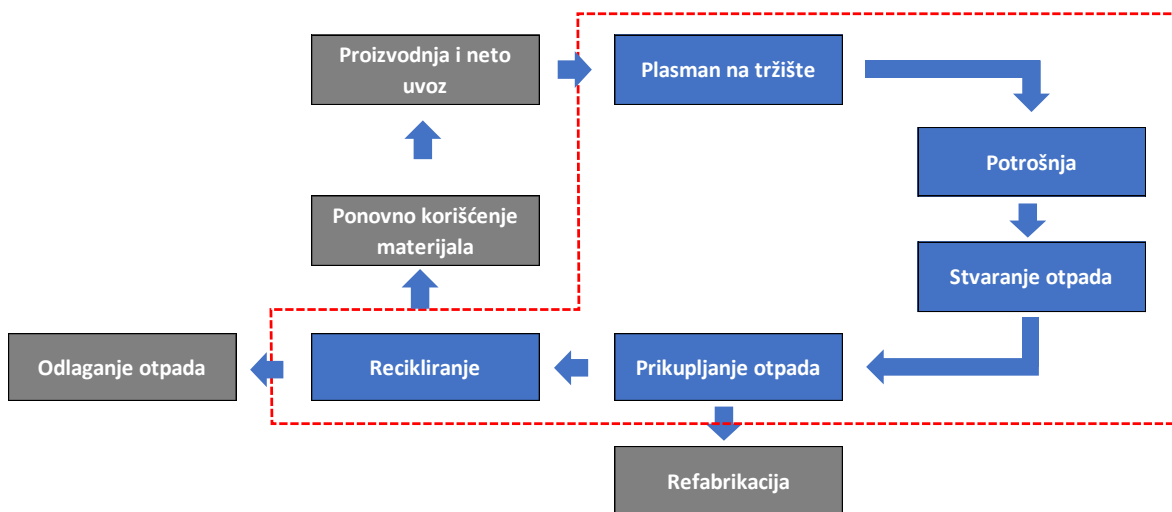 Proizvodnja i neto
uvoz
Plasman na tržište
Potrošnja
Ponovno korišćenje
materijala
Stvaranje otpada
Odlaganje otpada
Recikliranje
Prikupljanje otpada
Refabrikacija